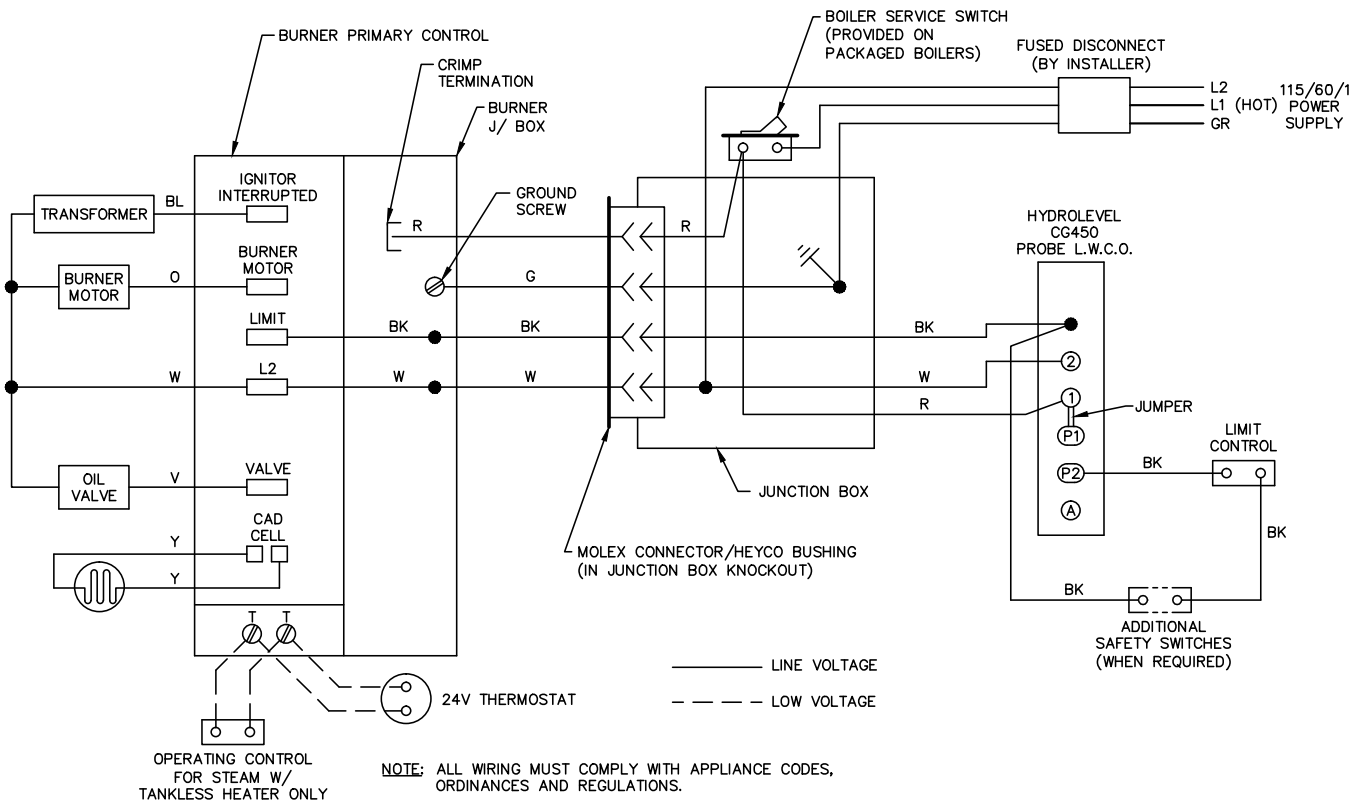 BOILER SERVICE SWITCH
(PROVIDED ON
PACKAGED BOILERS)
FUSED DISCONNECT
(BY INSTALLER)
BURNER PRIMARY CONTROL
CRIMP
TERMINATION
BURNER
J/ BOX
L2
L1 (HOT)
GR
115/60/1
POWER
SUPPLY
IGNITOR
INTERRUPTED
TRANSFORMER
BL
GROUND
SCREW
R
R
HYDROLEVEL
CG450
PROBE L.W.C.O.
BURNER
MOTOR
BURNER
MOTOR
O
G
LIMIT
BK
BK
BK
L2
W
W
W
W
2
R
1
JUMPER
P1
LIMIT
CONTROL
OIL
VALVE
V
VALVE
P2
BK
JUNCTION BOX
A
CAD
CELL
Y
Y
BK
MOLEX CONNECTOR/HEYCO BUSHING
(IN JUNCTION BOX KNOCKOUT)
BK
T T
ADDITIONAL
SAFETY SWITCHES
(WHEN REQUIRED)
LINE VOLTAGE
LOW VOLTAGE
24V THERMOSTAT
OPERATING CONTROL
FOR STEAM W/
TANKLESS HEATER ONLY
NOTE: ALL WIRING MUST COMPLY WITH APPLIANCE CODES,
ORDINANCES AND REGULATIONS.